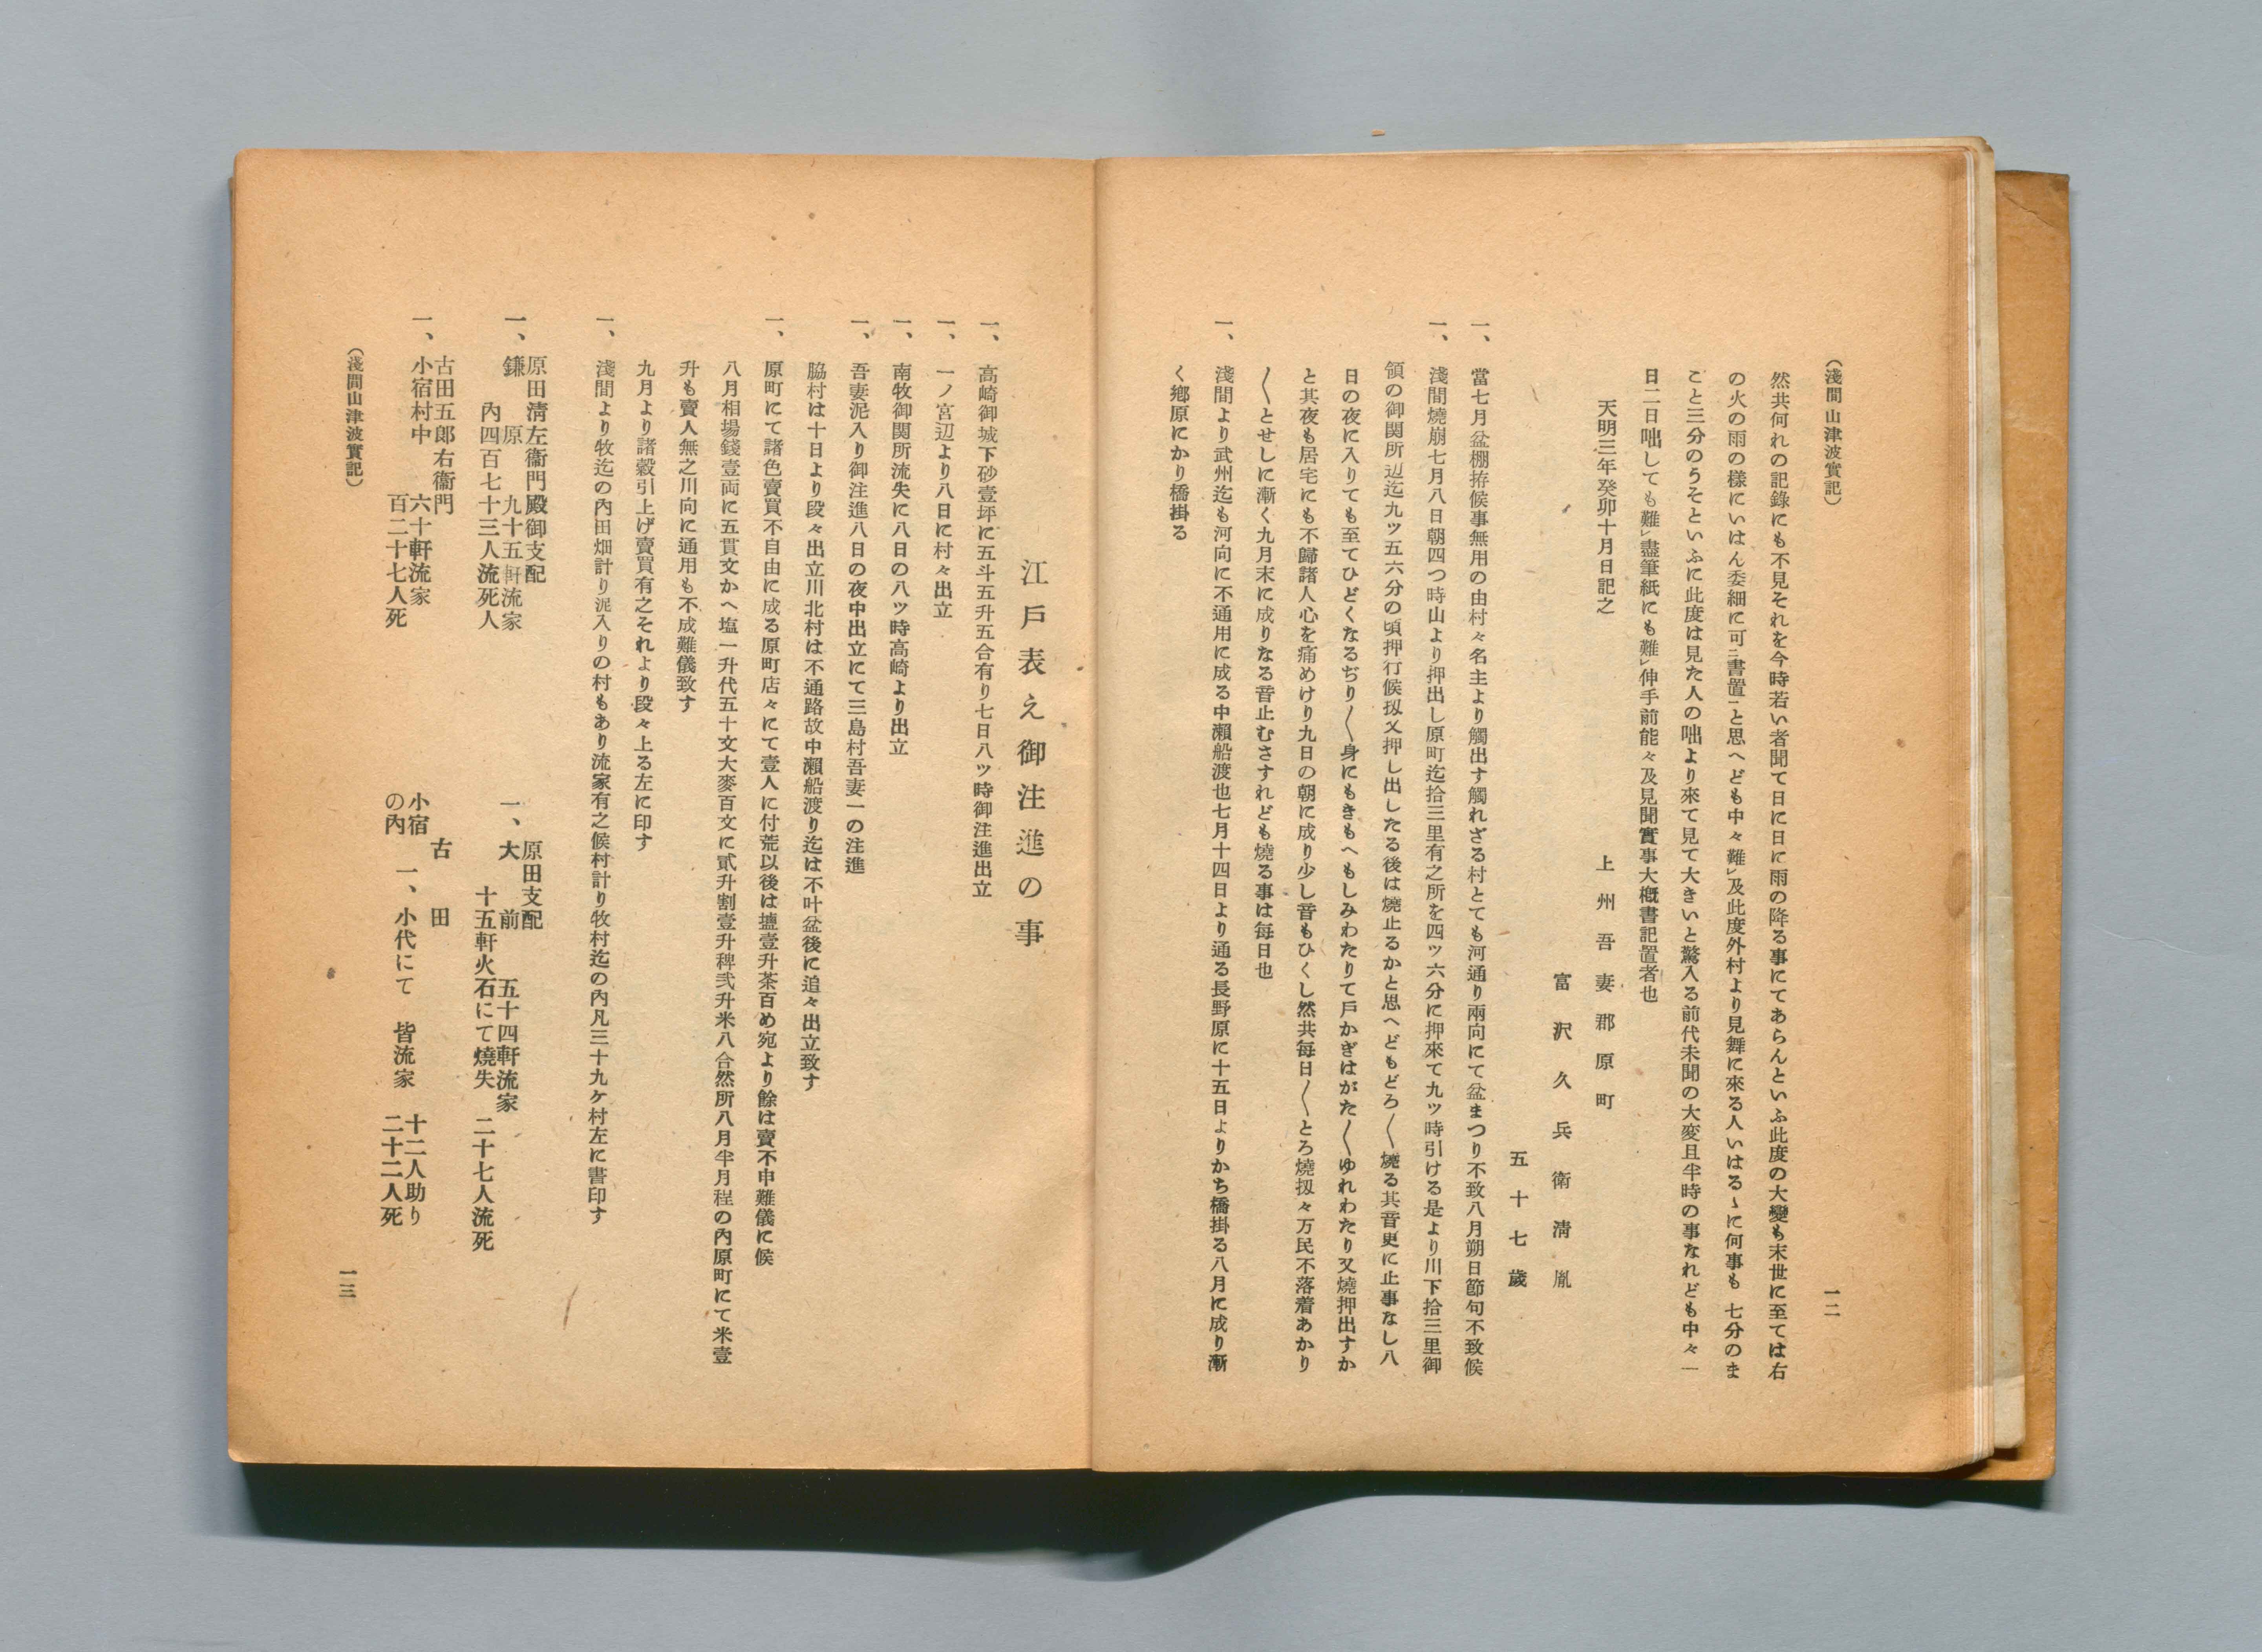 (淺間山津波實記)
一二
然共何れの記錄にも不見それを今時若い者聞て日に日に雨の降る事にてあらんといふ此度の大變も末世に至ては右
の火の雨の様にいはん委細に可㆓書置㆒と思へども中々難㆑及此度外村より見舞に來る人いはるゝに何事も七分のま
こと三分のうそといふに此度は見た人の咄より來て見て大きいと驚入る前代未聞の大変且半時の事なれども中々一
日二日咄しても難㆑盡筆紙にも難㆑伸手前能々及見聞實事大槪書記置者也
天明三年癸卯十月日記之
上州吾妻郡原町
富沢久兵衛清胤
五十七歲
一、當七月盆棚拵候事無用の由村々名主より觸出す觸れざる村とても河通り兩向にて盆まつり不致八月朔日節句不致候
一、淺間燒崩七月八日朝四つ時山より押出し原町迄拾三里有之所を四ツ六分に押來て九ツ時引ける是より川下拾三里御
領の御関所辺迄九ツ五六分の頃押行候扨又押し出したる後は燒止るかと思へどもどろ〱燒る其音更に止事なし八
日の夜に入りても至てひどくなるぢり〱身にもきもへもしみわたりて戸かぎはがた〱ゆれわたり又燒押出すか
と其夜も居宅にも不歸諸人心を痛めけり九日の朝に成り少し音もひくし然共每日〱とろ燒扨々万民不落着あかり
〱とせしに漸く九月末に成りなる音止むさすれども燒る事は每日也
一、淺間より武州迄も河向に不通用に成る中瀨船渡也七月十四日より通る長野原に十五日よりかち橋掛る八月に成り漸
く鄕原にかり橋掛る
江戶表え御注進の事
一、高崎御城下砂壹坪に五斗五升五合有り七日八ツ時御注進出立
一、一ノ宮辺より八日に村々出立
一、南牧御関所流失に八日の八ツ時高崎より出立
一、吾妻泥入り御注進八日の夜中出立にて三島村吾妻一の注進
脇村は十日より段々出立川北村は不通路故中瀨船渡り迄は不叶盆後に追々出立致す
一、原町にて諸色賣買不自由に成る原町店々にて壹人に付荒以後は塩壹升茶百め宛より餘は賣不申難儀に候
八月相場錢壹両に五貫文かへ塩一升代五十文大麥百文に貳升割壹升稗弐升米八合然所八月半月程の內原町にて米壹
升も賣人無之川向に通用も不成難儀致す
九月より諸穀引上げ賣買有之それより段々上る左に印す
一、淺間より牧迄の內田畑計り泥入りの村もあり流家有之候村計り牧村迄の內凡三十九ケ村左に書印す
原田清左衞門殿御支配
一、鎌原 九十五軒流家
內四百七十三人流死人
原田支配
一、大前 五十四軒流家
十五軒火石にて燒失 二十七人流死
古田五郞右衞門
一、小宿村中 六十軒流家
百二十七人死
古田
小宿の內 一、小代にて 皆流家 十二人助り
二十二人死
(淺間山津波實記)
一三